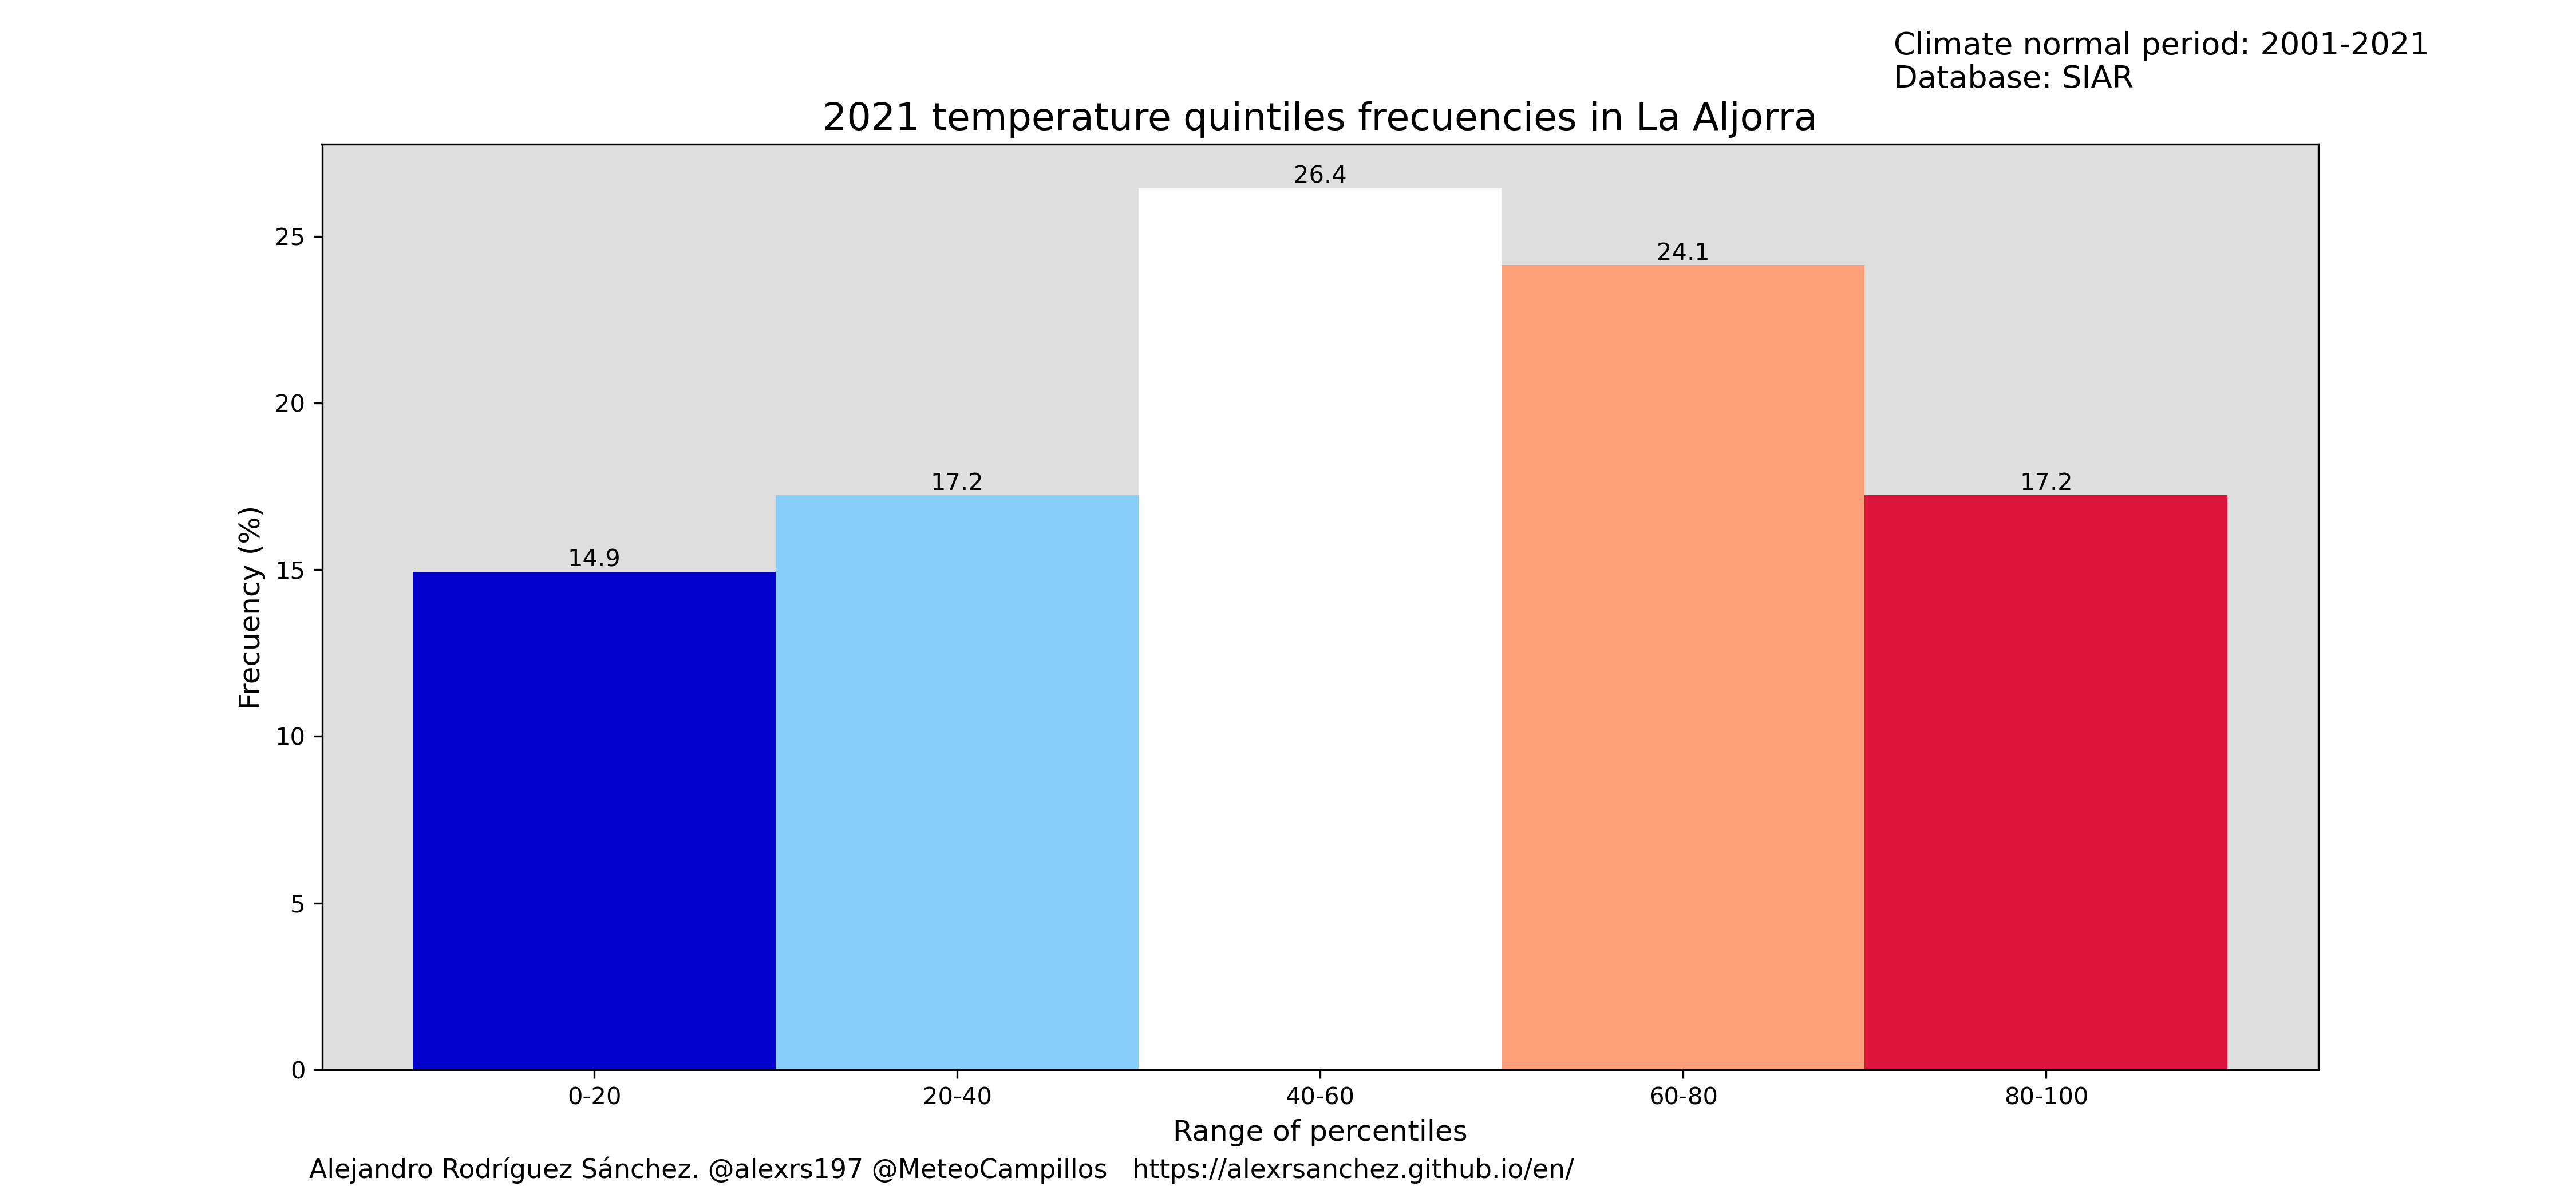 Climate normal period: 2001-2021
Database: SIAR
2021 temperature quintiles frecuencies in La Aljorra
26.4
25
24.1
20
17.2
17.2
14.9
15
Frecuency (%)
10
5
0
0-20 20-40 40-60 60-80 80-100
Range of percentiles
Alejandro Rodríguez Sánchez. @alexrs197 @MeteoCampillos https://alexrsanchez.github.io/en/